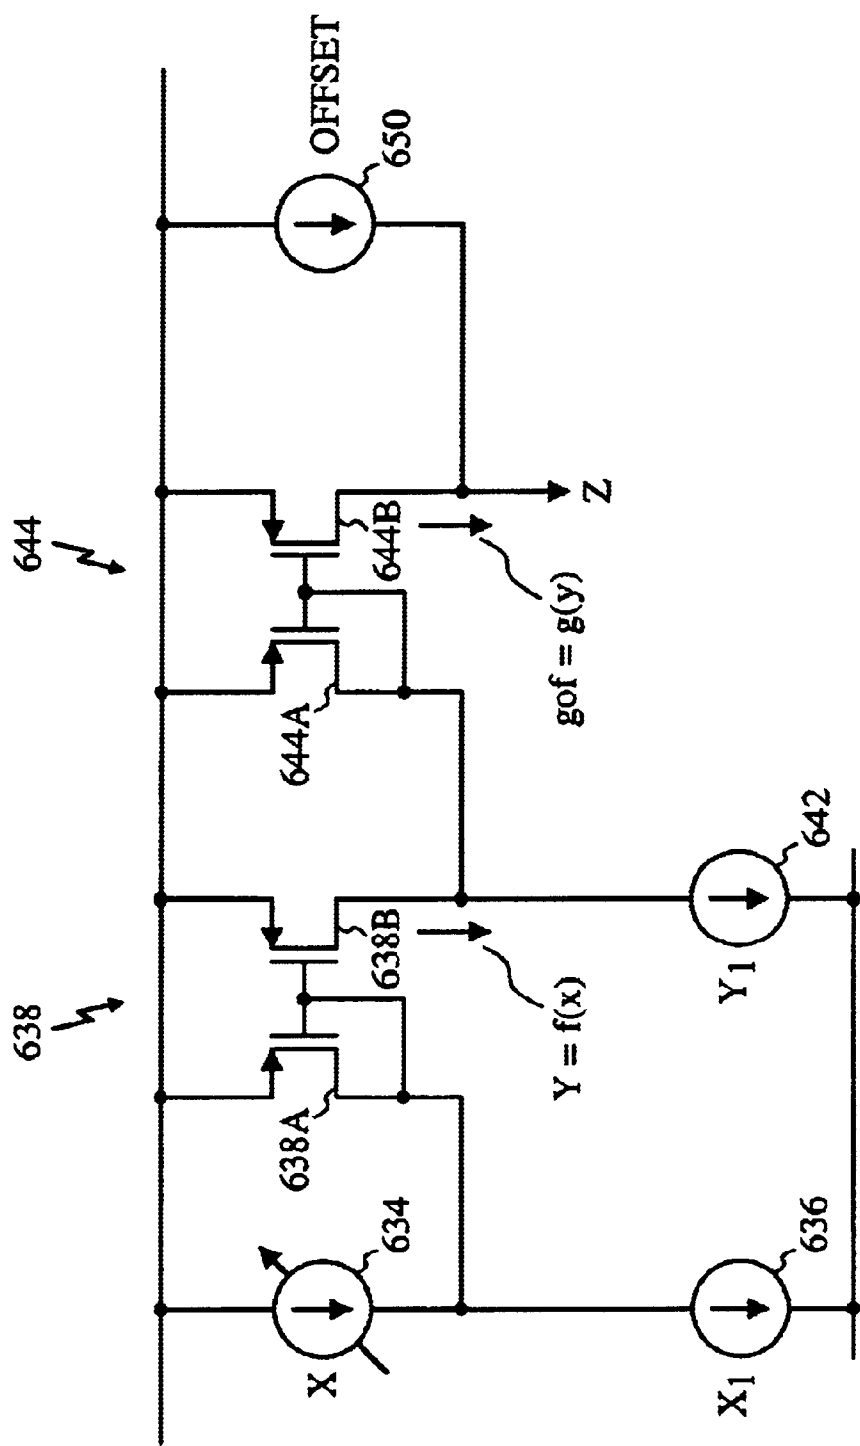 638
644
X
634
638A
638B
644A
644B
OFFSET
650
Y = f(x)
gof = g(y)
Z
X1
636
Y1
642